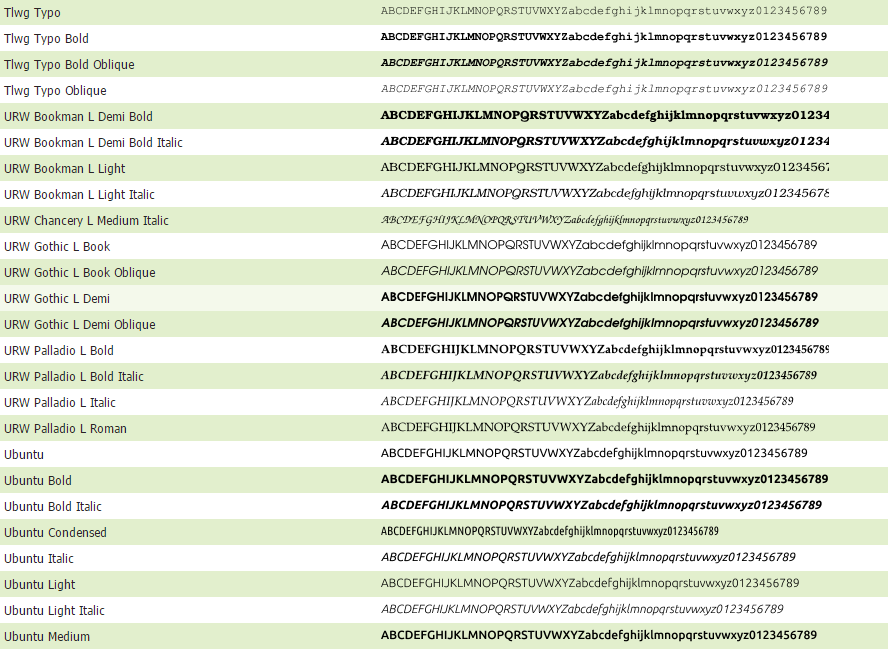 Tlwg Typo ABCDEFGHIJKLMNOPQRSTUVWXYZabcdefghijklmnopqrstuvwxyz0123456789
Tlwg Typo Bold ABCDEFGHIJKLMNOPQRSTUVWXYZabcdefghijklmnopqrstuvwxyz0123456789
Tlwg Typo Bold Oblique ABCDEFGHIJKLMNOPQRSTUVWXYZabcdefghijklmnopqrstuvwxyz0123456789
Tlwg Typo Oblique ABCDEFGHIJKLMNOPQRSTUVWXYZabcdefghijklmnopqrstuvwxyz0123456789
URW Bookman L Demi Bold ABCDEFGHIJKLMNOPQRSTUVWXYZabcdefghijklmnopqrstuvwxyz01234
URW Bookman L Demi Bold Italic ABCDEFGHIJKLMNOPQRSTUVWXYZabcdefghijklmnopqrstuvwxyz01234
URW Bookman L Light ABCDEFGHIJKLMNOPQRSTUVWXYZabcdefghijklmnopqrstuvwxyz01234567
URW Bookman L Light Italic ABCDEFGHIJKLMNOPQRSTUVWXYZabcdefghijklmnopqrstuvwxyz012345678
URW Chancery L Medium Italic ABCDEFGHIJKLMNOPQRSTUVWXYZabcdefghijklmnopqrstuvwxyz0123456789
URW Gothic L Book ABCDEFGHIJKLMNOPQRSTUVWXYZabcdefghijklmnopqrstuvwxyz0123456789
URW Gothic L Book Oblique ABCDEFGHIJKLMNOPQRSTUVWXYZabcdefghijklmnopqrstuvwxyz0123456789
URW Gothic L Demi ABCDEFGHIJKLMNOPQRSTUVWXYZabcdefghijklmnopqrstuvwxyz0123456789
URW Gothic L Demi Oblique ABCDEFGHIJKLMNOPQRSTUVWXYZabcdefghijklmnopqrstuvwxyz0123456789
URW Palladio L Bold ABCDEFGHIJKLMNOPQRSTUVWXYZabcdefghijklmnopqrstuvwxyz0123456789
URW Palladio L Bold Italic ABCDEFGHIJKLMNOPQRSTUVWXYZabcdefghijklmnopqrstuvwxyz0123456789
URW Palladio L Italic ABCDEFGHIJKLMNOPQRSTUVWXYZabcdefghijklmnopqrstuvwxyz0123456789
URW Palladio L Roman ABCDEFGHIJKLMNOPQRSTUVWXYZabcdefghijklmnopqrstuvwxyz0123456789
Ubuntu ABCDEFGHIJKLMNOPQRSTUVWXYZabcdefghijklmnopqrstuvwxyz0123456789
Ubuntu Bold ABCDEFGHIJKLMNOPQRSTUVWXYZabcdefghijklmnopqrstuvwxyz0123456789
Ubuntu Bold Italic ABCDEFGHIJKLMNOPQRSTUVWXYZabcdefghijklmnopqrstuvwxyz0123456789
Ubuntu Condensed ABCDEFGHIJKLMNOPQRSTUVWXYZabcdefghijklmnopqrstuvwxyz0123456789
Ubuntu Italic ABCDEFGHIJKLMNOPQRSTUVWXYZabcdefghijklmnopqrstuvwxyz0123456789
Ubuntu Light ABCDEFGHIJKLMNOPQRSTUVWXYZabcdefghijklmnopqrstuvwxyz0123456789
Ubuntu Light Italic ABCDEFGHIJKLMNOPQRSTUVWXYZabcdefghijklmnopqrstuvwxyz0123456789
Ubuntu Medium ABCDEFGHIJKLMNOPQRSTUVWXYZabcdefghijklmnopqrstuvwxyz0123456789